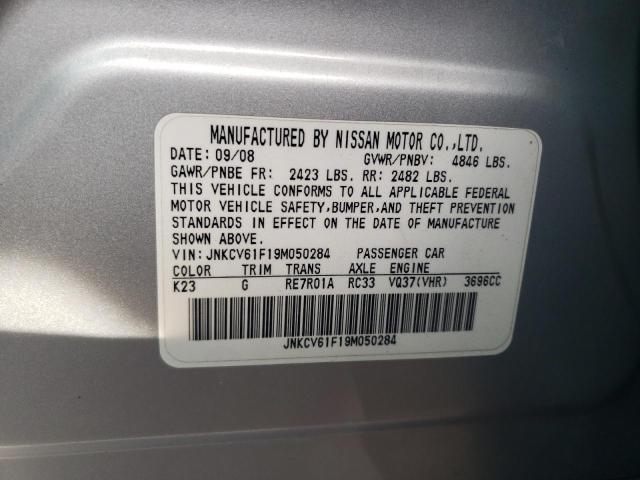 MANUFACTURED BY NISSAN MOTOR CO.,LTD.
DATE: 09/08 GVWR/PNBV: 4846 LBS.
GAWR/PNBE FR: 2423 LBS. RR: 2482 LBS.
THIS VEHICLE CONFORMS TO ALL APPLICABLE FEDERAL
MOTOR VEHICLE SAFETY,BUMPER,AND THEFT PREVENTION
STANDARDS IN EFFECT ON THE DATE OF MANUFACTURE
SHOWN ABOVE.
VIN: JNKCV61F19M050284 PASSENGER CAR
COLOR TRIM TRANS AXLE ENGINE
K23 G RE7R01A RC33 VQ37(VHR) 3696CC
JNKCV61F19M050284